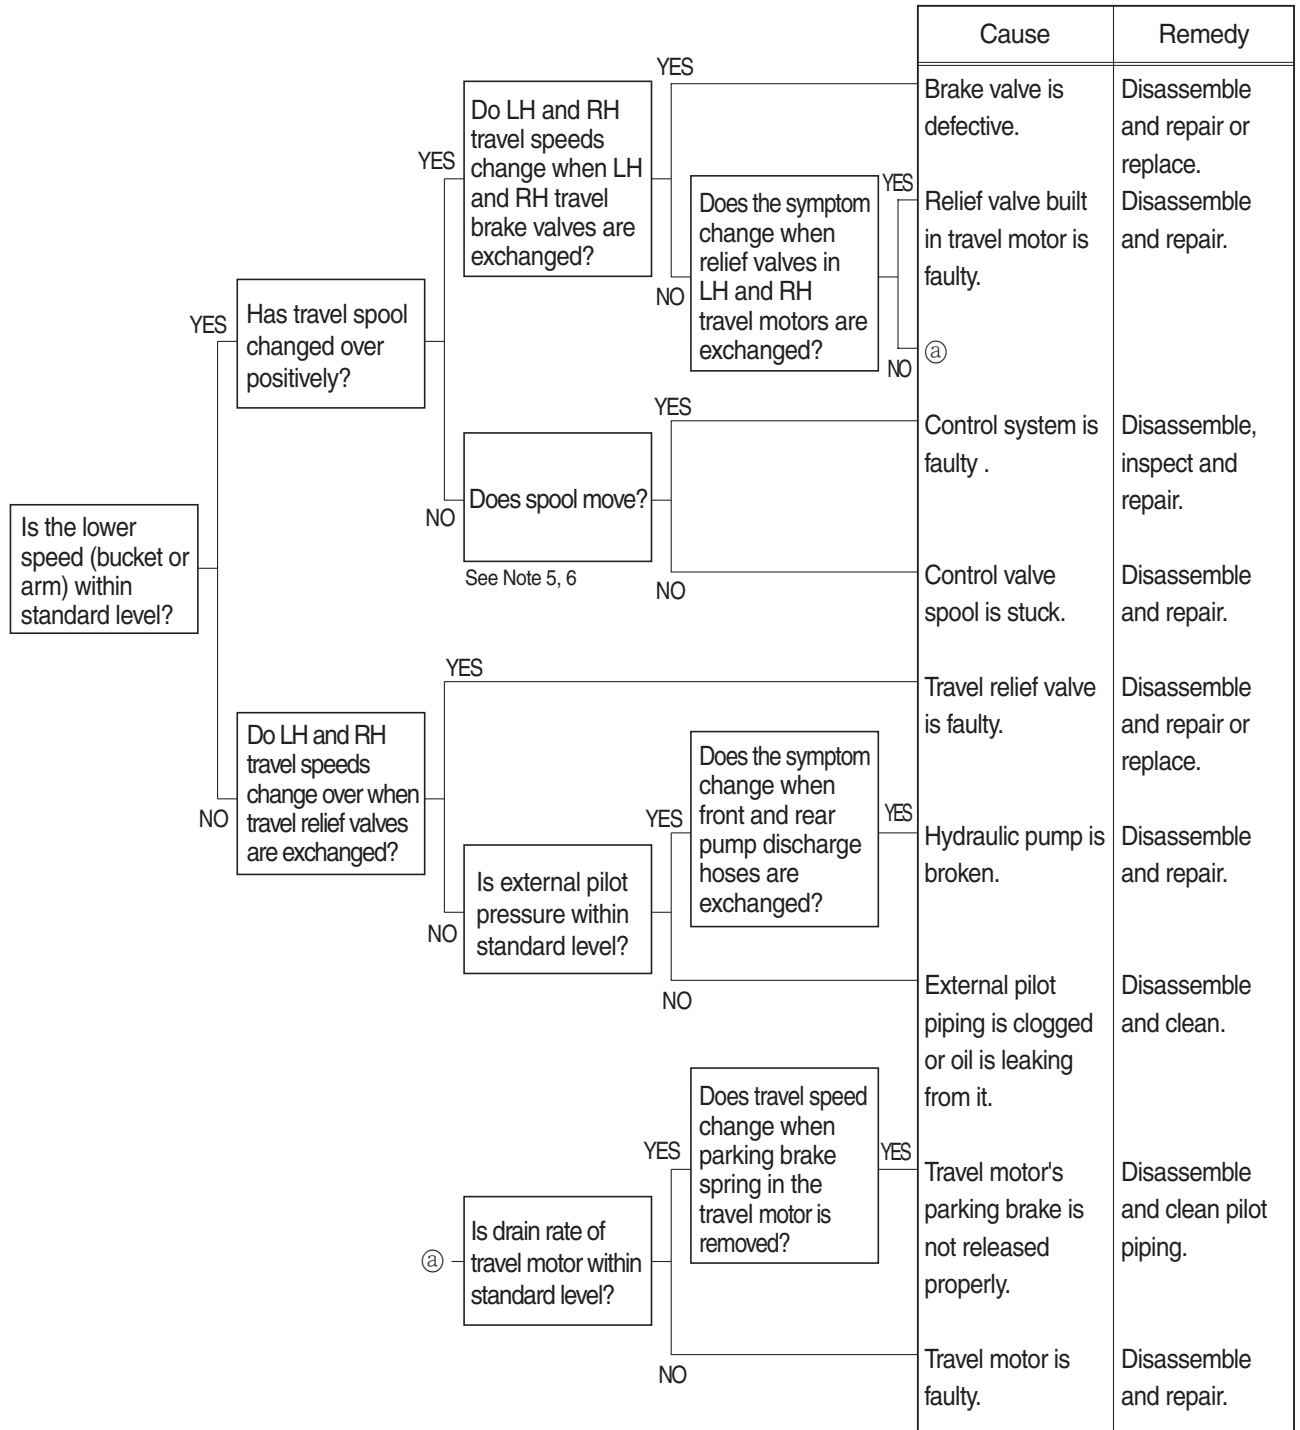 Cause
Remedy
Is the lower
speed (bucket or
arm) within
standard level?
YES
NO
Has travel spool
changed over
positively?
YES
NO
Do LH and RH
travel speeds
change when LH
and RH travel
brake valves are
exchanged?
YES
NO
Brake valve is
defective.
Disassemble
and repair or
replace.
Does the symptom
change when
relief valves in
LH and RH
travel motors are
exchanged?
YES
NO
Relief valve built
in travel motor is
faulty.
Disassemble
and repair.
ⓐ
Does spool move?
See Note 5, 6
YES
NO
Control system is
faulty .
Disassemble,
inspect and
repair.
Control valve
spool is stuck.
Disassemble
and repair.
Do LH and RH
travel speeds
change over when
travel relief valves
are exchanged?
YES
NO
Travel relief valve
is faulty.
Disassemble
and repair or
replace.
Is external pilot
pressure within
standard level?
YES
NO
Does the symptom
change when
front and rear
pump discharge
hoses are
exchanged?
YES
Hydraulic pump is
broken.
Disassemble
and repair.
External pilot
piping is clogged
or oil is leaking
from it.
Disassemble
and clean.
ⓐ
Is drain rate of
travel motor within
standard level?
YES
NO
Does travel speed
change when
parking brake
spring in the
travel motor is
removed?
YES
Travel motor's
parking brake is
not released
properly.
Disassemble
and clean pilot
piping.
Travel motor is
faulty.
Disassemble
and repair.